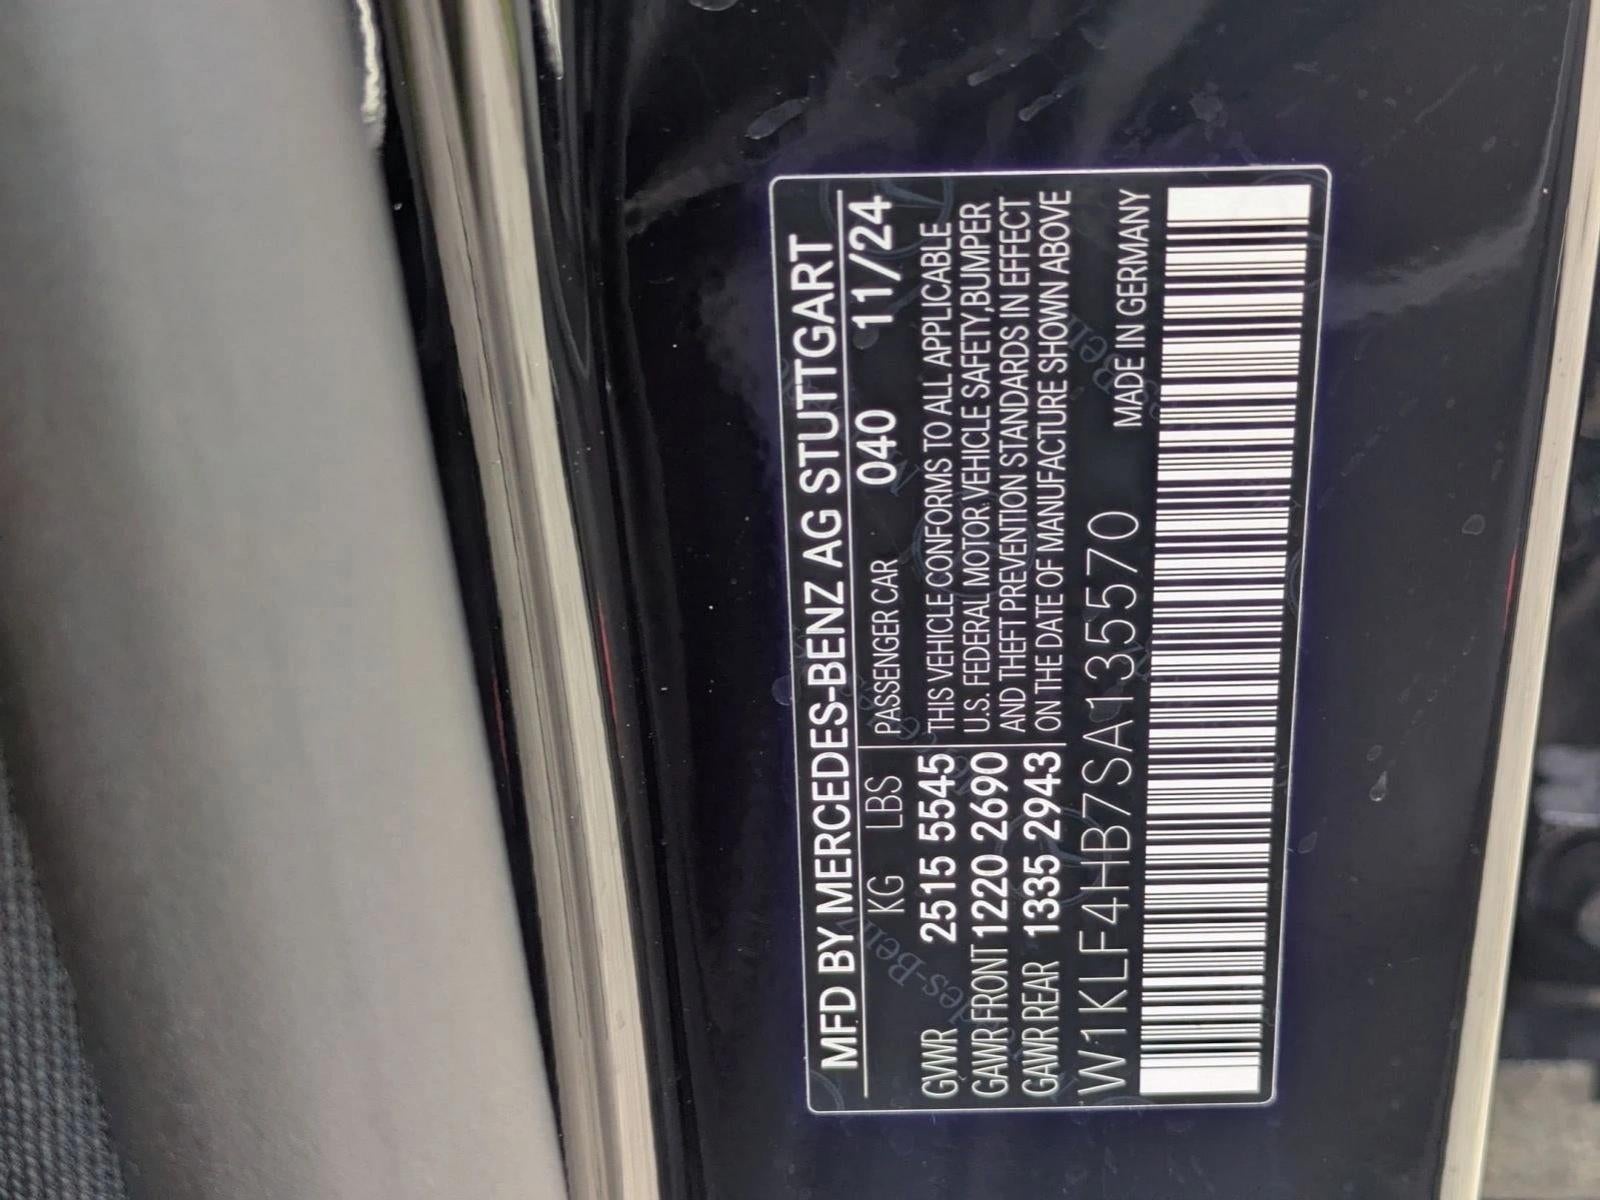 MFD BY MERCEDES-BENZ AG STUTTGART
KG LBS PASSENGER CAR 040 11/24
GVWR 2515 5545 THIS VEHICLE CONFORMS TO ALL APPLICABLE
GAWR FRONT 1220 2690 U.S. FEDERAL MOTOR VEHICLE SAFETY, BUMPER
GAWR REAR 1335 2943 AND THEFT PREVENTION STANDARDS IN EFFECT
ON THE DATE OF MANUFACTURE SHOWN ABOVE
W1KLF4HB7SA135570 MADE IN GERMANY